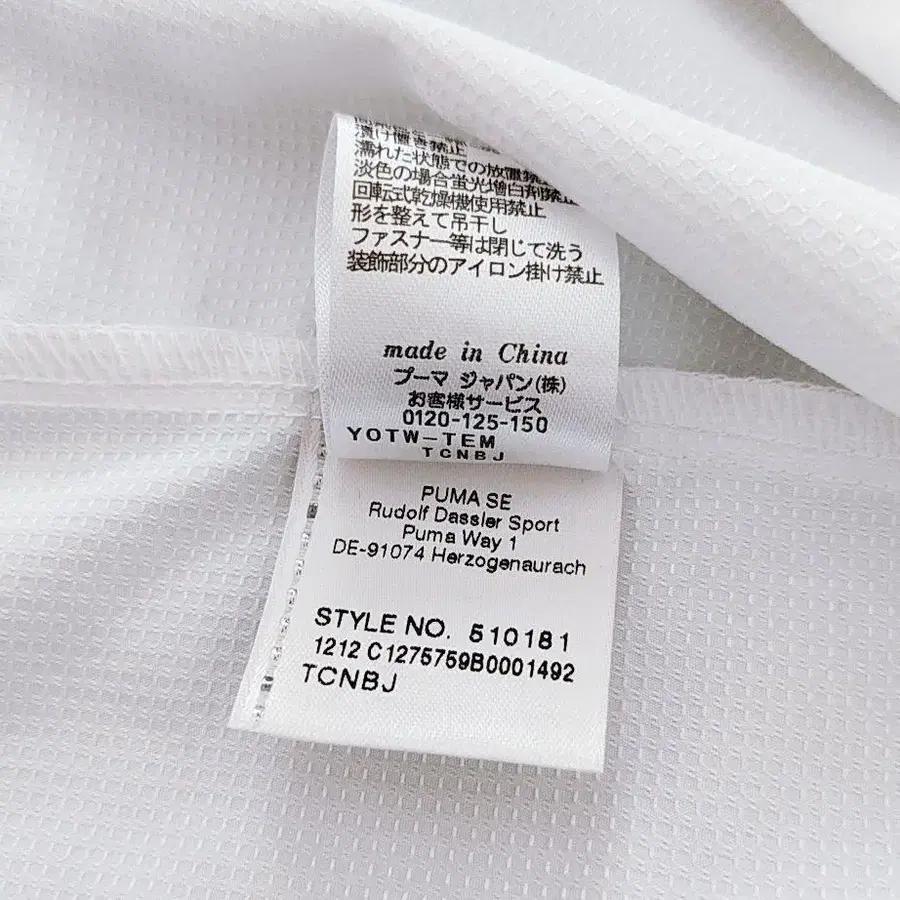 漬け置き禁止
濡れた状態での放置禁
淡色の場合蛍光増白剤禁止
回転式乾燥機使用禁止
形を整えて吊干し
ファスナー等は閉じて洗う
装飾部分のアイロン掛け禁止
made in China
プーマ ジャパン(株)
お客様サービス
0120-125-150
YOTW-TEM
TCNBJ
PUMA SE
Rudolf Dassler Sport
Puma Way 1
DE-91074 Herzogenaurach
STYLE NO. 510181
1212 C1275759B0001492
TCNBJ